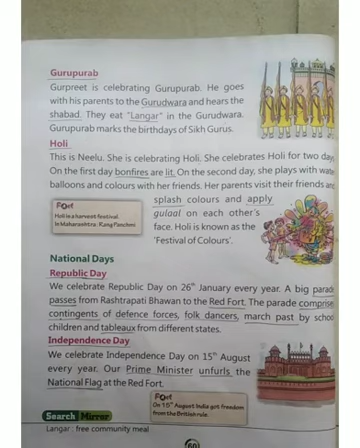 Gurupurab
Gurpreet is celebrating Gurupurab. He goes
with his parents to the Gurudwara and hears the
shabad. They eat "Langar" in the Gurudwara.
Gurupurab marks the birthdays of Sikh Gurus.
Holi
This is Neelu. She is celebrating Holi. She celebrates Holi for two day
On the first day bonfires are lit. On the second day, she plays with wate
balloons and colours with her friends. Her parents visit their friends and
splash colours and apply
gulaal on each other's
face. Holi is known as the
'Festival of Colours'.
Holi is a harvest festival.
In Maharashtra : Rang Panchmi
National Days
Republic Day
We celebrate Republic Day on 26th January every year. A big parad
passes from Rashtrapati Bhawan to the Red Fort. The parade comprise
contingents of defence forces, folk dancers, march past by schoo
children and tableaux from different states.
Independence Day
We celebrate Independence Day on 15th August
every year. Our Prime Minister unfurls the
National Flag at the Red Fort.
On 15th August India got freedom
from the British rule.
Search Mirror
Langar : free community meal
60